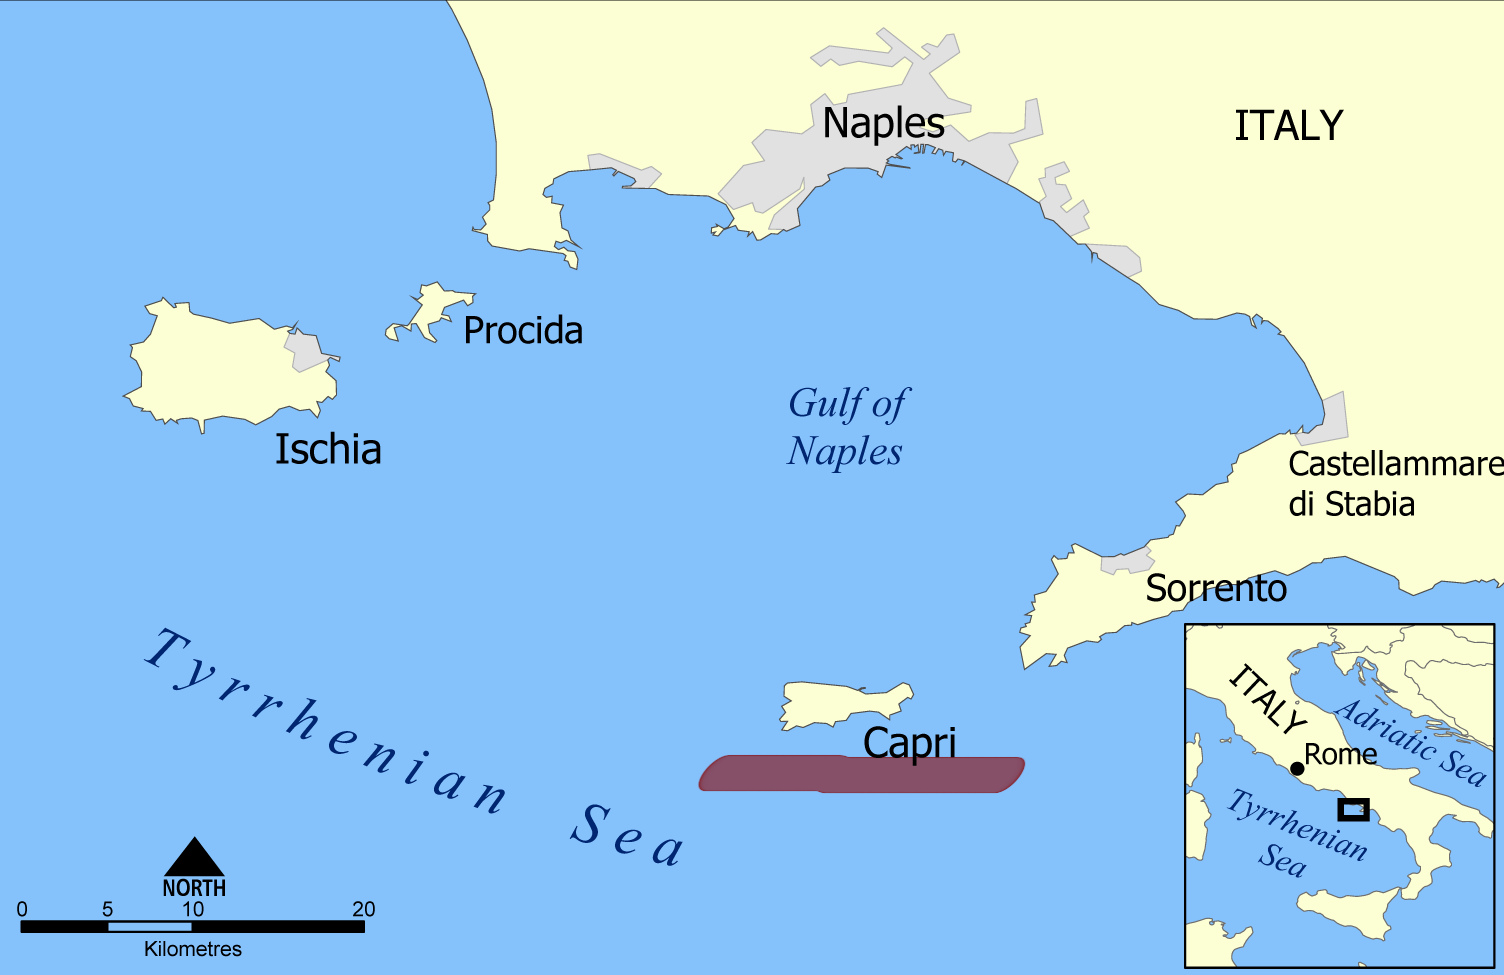 Naples
ITALY
Procida
Ischia
Gulf of
Naples
Castellammare
di Stabia
Sorrento
Capri
Tyrrhenian Sea
NORTH
0 5 10 20
Kilometres
ITALY
Adriatic Sea
Rome
Tyrrhenian
Sea